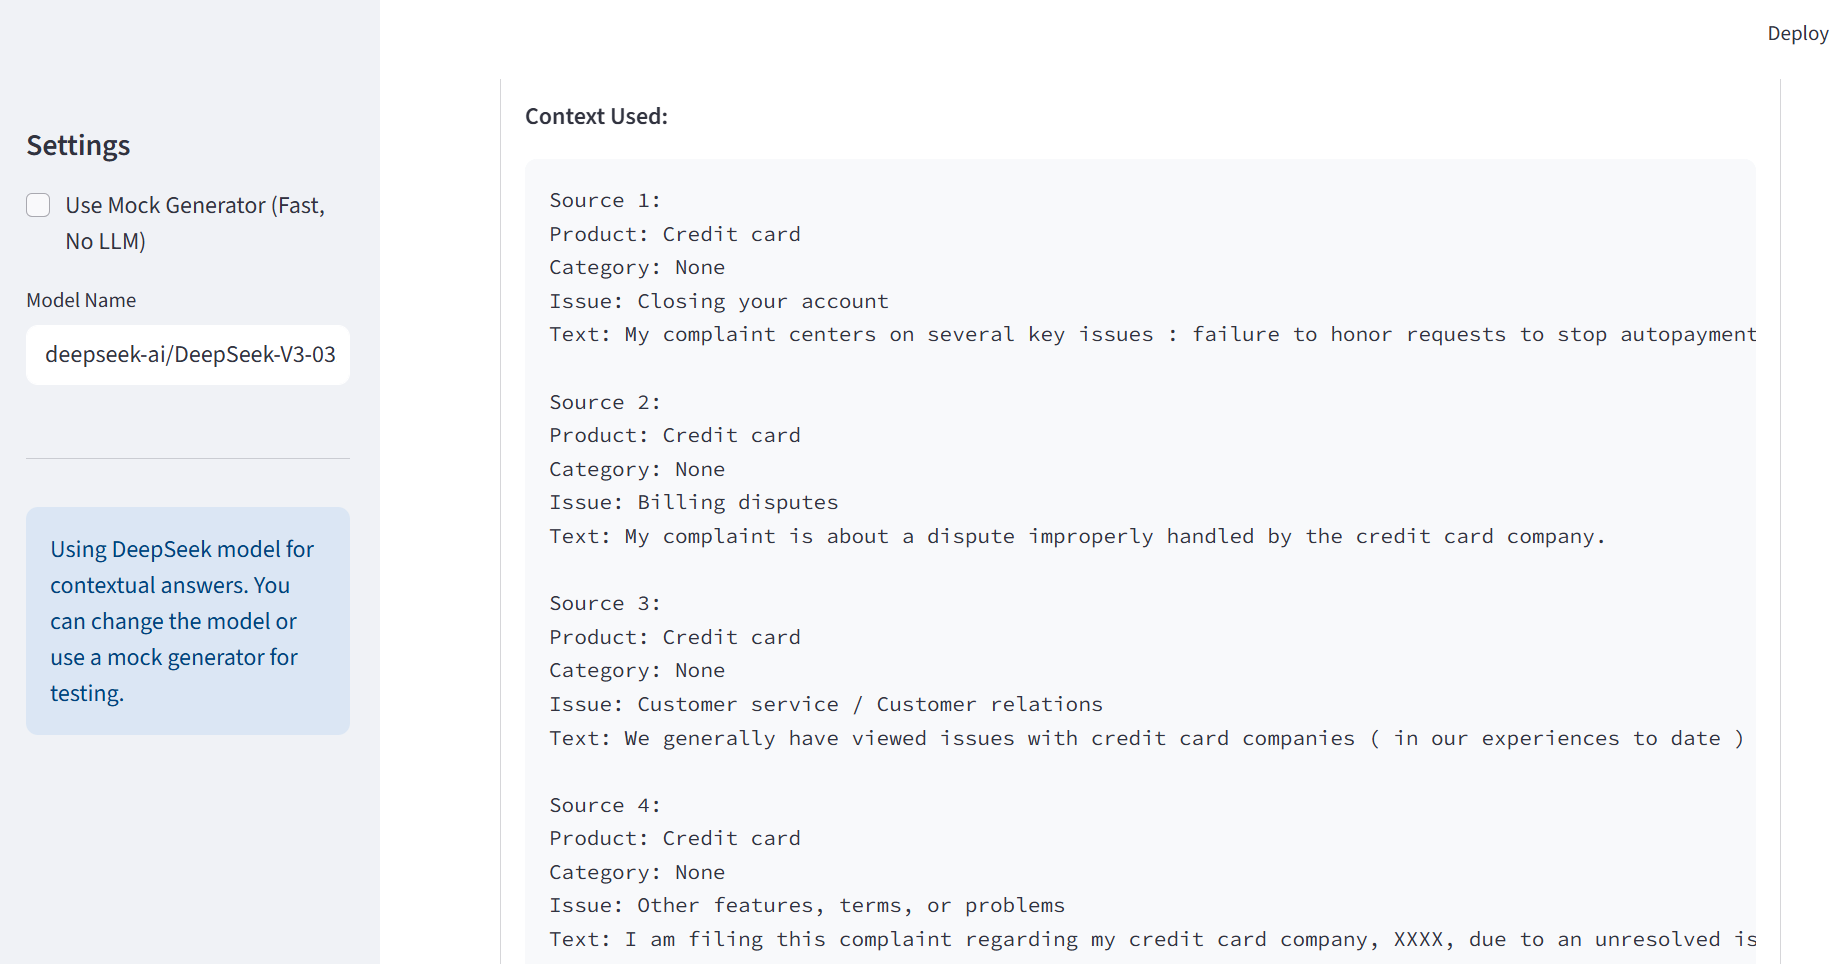 Deploy
Settings
Use Mock Generator (Fast,
No LLM)
Model Name
deepseek-ai/DeepSeek-V3-03
Using DeepSeek model for
contextual answers. You
can change the model or
use a mock generator for
testing.
Context Used:
Source 1:
Product: Credit card
Category: None
Issue: Closing your account
Text: My complaint centers on several key issues : failure to honor requests to stop autopayment
Source 2:
Product: Credit card
Category: None
Issue: Billing disputes
Text: My complaint is about a dispute improperly handled by the credit card company.
Source 3:
Product: Credit card
Category: None
Issue: Customer service / Customer relations
Text: We generally have viewed issues with credit card companies ( in our experiences to date )
Source 4:
Product: Credit card
Category: None
Issue: Other features, terms, or problems
Text: I am filing this complaint regarding my credit card company, XXXX, due to an unresolved is